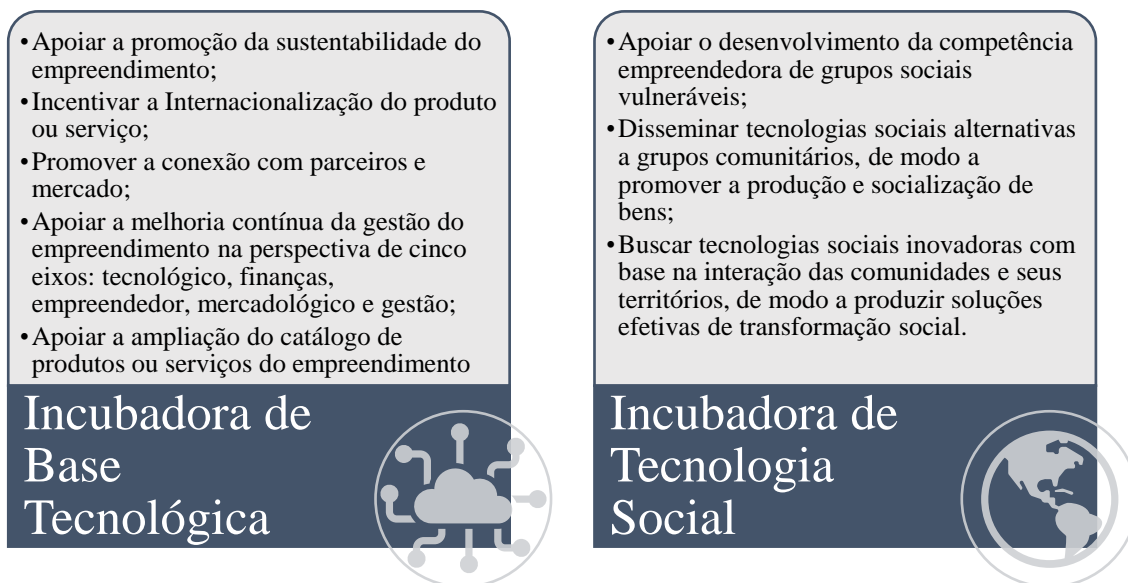 •Apoiar a promoção da sustentabilidade do
empreendimento;
•Incentivar a Internacionalização do produto
ou serviço;
•Promover a conexão com parceiros e
mercado;
•Apoiar a melhoria contínua da gestão do
empreendimento na perspectiva de cinco
eixos: tecnológico, finanças,
empreendedor, mercadológico e gestão;
•Apoiar a ampliação do catálogo de
produtos ou serviços do empreendimento
Incubadora de
Base
Tecnológica
•Apoiar o desenvolvimento da competência
empreendedora de grupos sociais
vulneráveis;
•Disseminar tecnologias sociais alternativas
a grupos comunitários, de modo a
promover a produção e socialização de
bens;
•Buscar tecnologias sociais inovadoras com
base na interação das comunidades e seus
territórios, de modo a produzir soluções
efetivas de transformação social.
Incubadora de
Tecnologia
Social